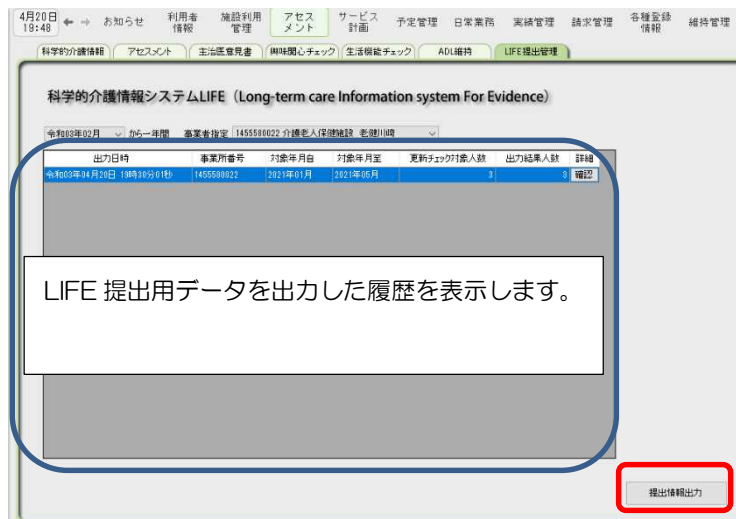 4月20日 19:48 ← → お知らせ 利用者情報 施設利用管理 アセスメント サービス計画 予定管理 日常業務 実績管理 請求管理 各種登録情報 維持管理
科学的介護情報 アセスメント 主治医意見書 興味関心チェック 生活機能チェック ADL維持 LIFE提出管理
科学的介護情報システムLIFE（Long-term care Information system For Evidence）
令和03年02月 から一年間 事業者指定 1455580022 介護老人保健施設 老健川崎
出力日時 事業所番号 対象年月自 対象年月至 更新チェック対象人数 出力結果人数 詳細
令和03年04月20日 19時30分01秒 1455580022 2021年01月 2021年05月 3 3 確認
LIFE 提出用データを出力した履歴を表示します。
提出情報出力